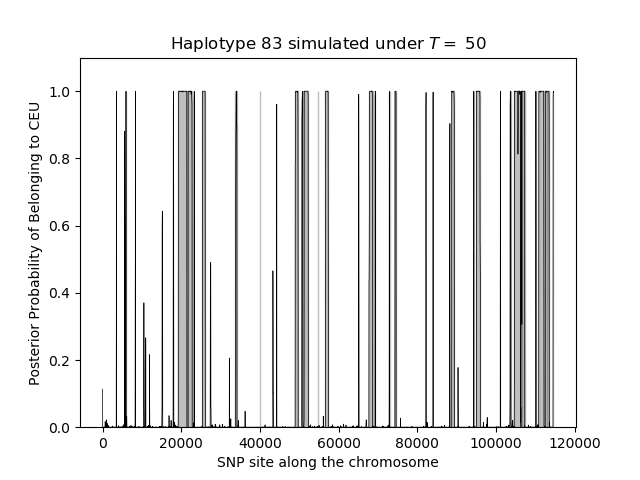 Haplotype 83 simulated under T = 50
Posterior Probability of Belonging to CEU
1.0
0.8
0.6
0.4
0.2
0.0
0 20000 40000 60000 80000 100000 120000
SNP site along the chromosome